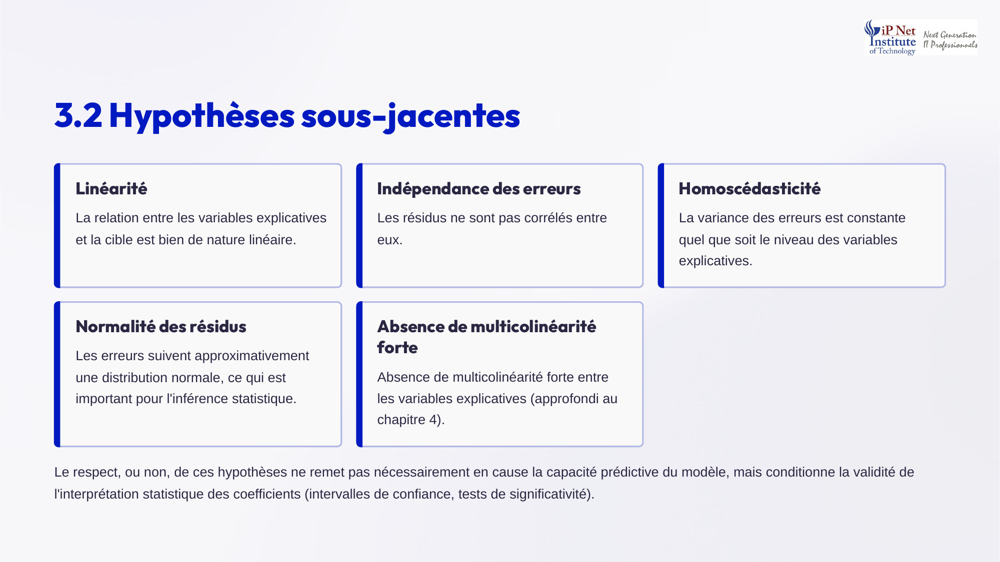 iP Net
Institute
of Technology
Next Generation
IT Professionnels
3.2 Hypothèses sous-jacentes
Linéarité
La relation entre les variables explicatives
et la cible est bien de nature linéaire.
Indépendance des erreurs
Les résidus ne sont pas corrélés entre
eux.
Homoscédasticité
La variance des erreurs est constante
quel que soit le niveau des variables
explicatives.
Normalité des résidus
Les erreurs suivent approximativement
une distribution normale, ce qui est
important pour l'inférence statistique.
Absence de multicolinéarité
forte
Absence de multicolinéarité forte entre
les variables explicatives (approfondi au
chapitre 4).
Le respect, ou non, de ces hypothèses ne remet pas nécessairement en cause la capacité prédictive du modèle, mais conditionne la validité de
l'interprétation statistique des coefficients (intervalles de confiance, tests de significativité).